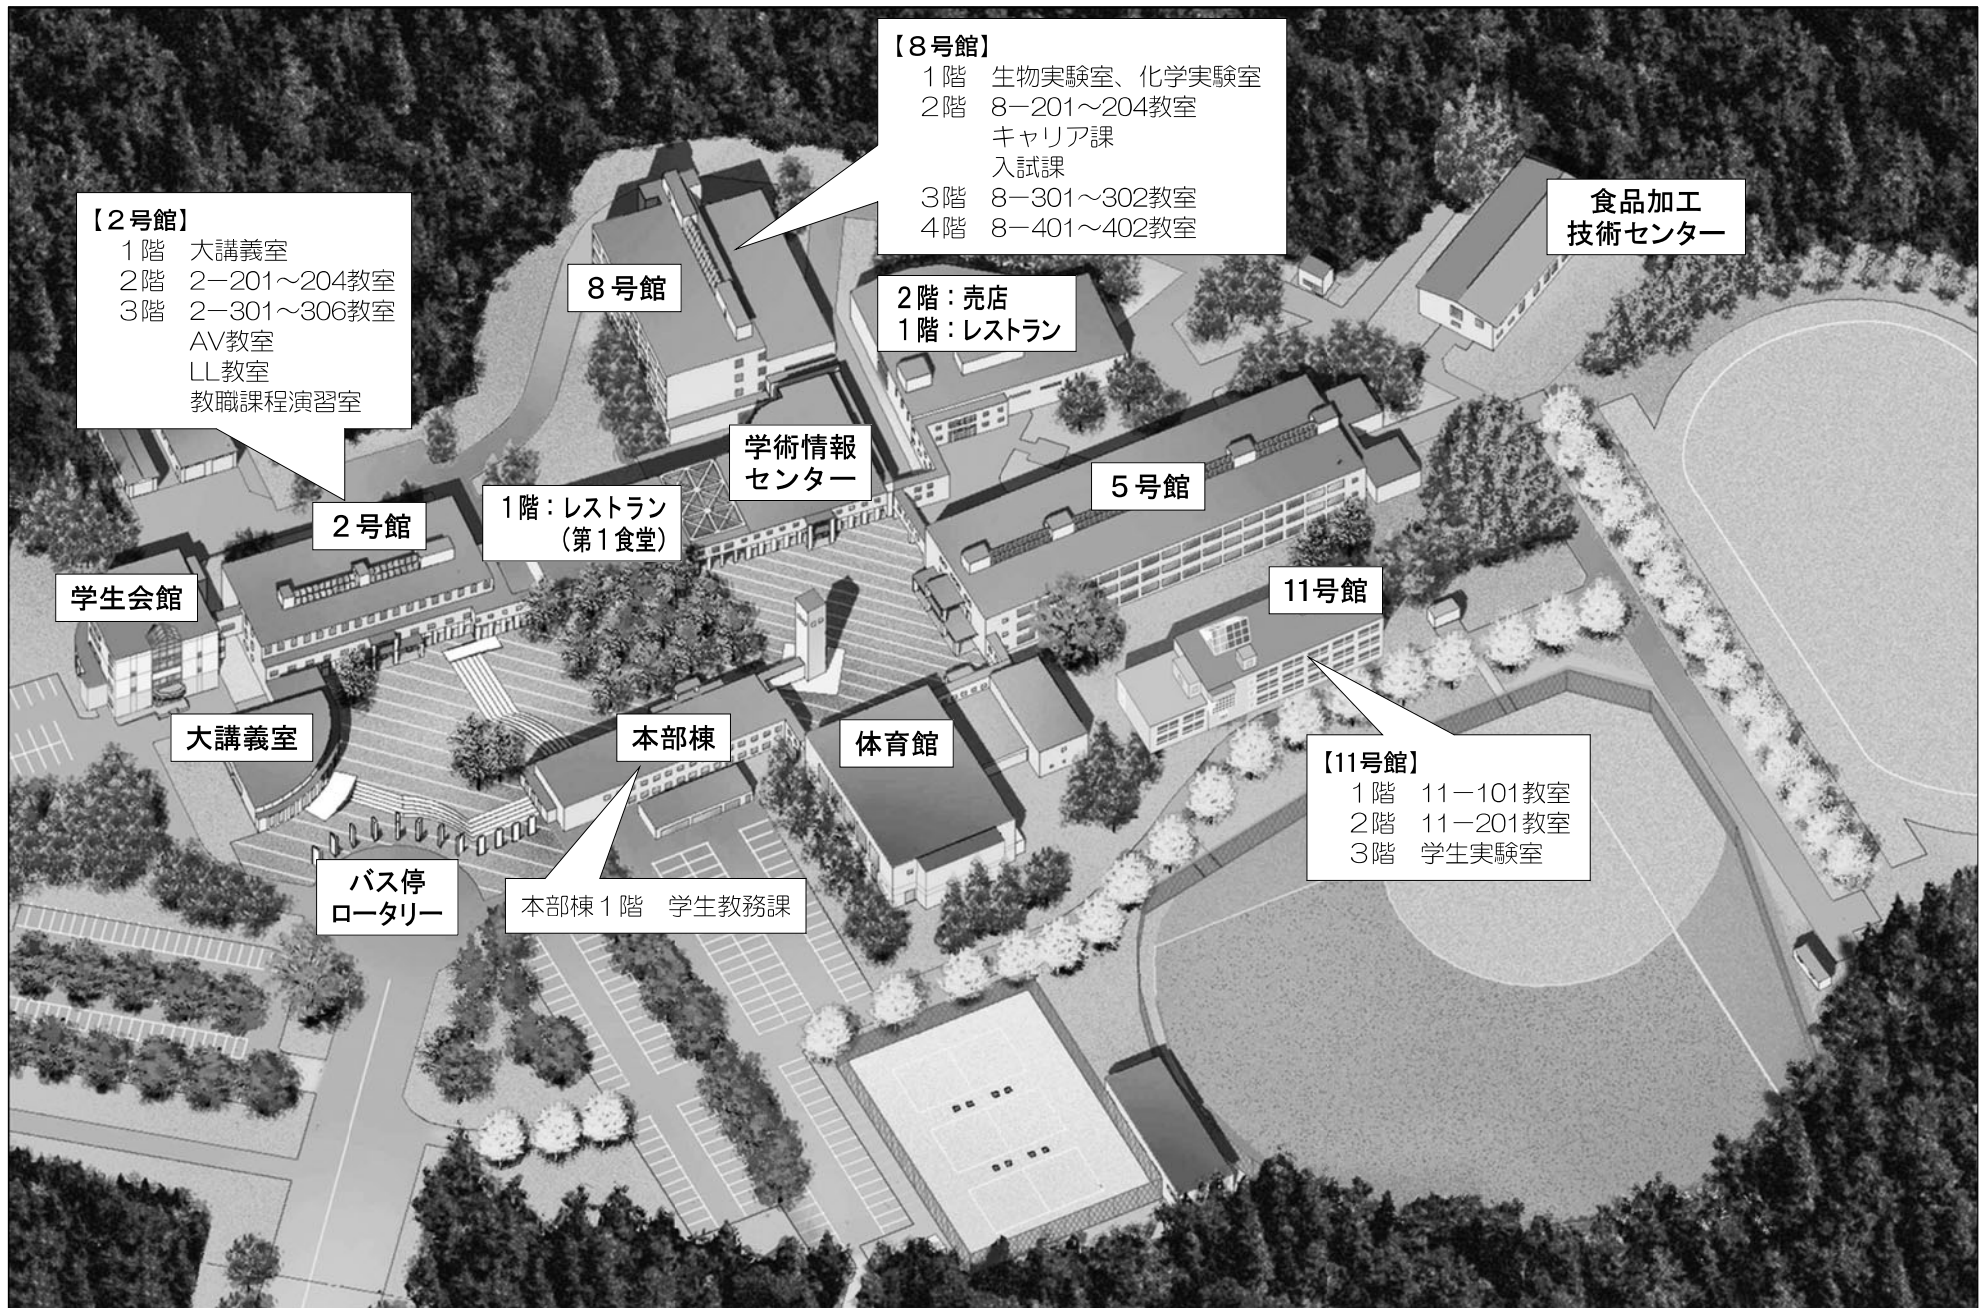 【8号館】
1階 生物実験室、化学実験室
2階 8−201〜204教室
キャリア課
入試課
3階 8−301〜302教室
4階 8−401〜402教室
食品加工
技術センター
【2号館】
1階 大講義室
2階 2−201〜204教室
3階 2−301〜306教室
AV教室
LL教室
教職課程演習室
8号館
2階：売店
1階：レストラン
学術情報
センター
5号館
1階：レストラン
（第1食堂）
2号館
学生会館
11号館
大講義室
本部棟
体育館
【11号館】
1階 11−101教室
2階 11−201教室
3階 学生実験室
バス停
ロータリー
本部棟1階 学生教務課